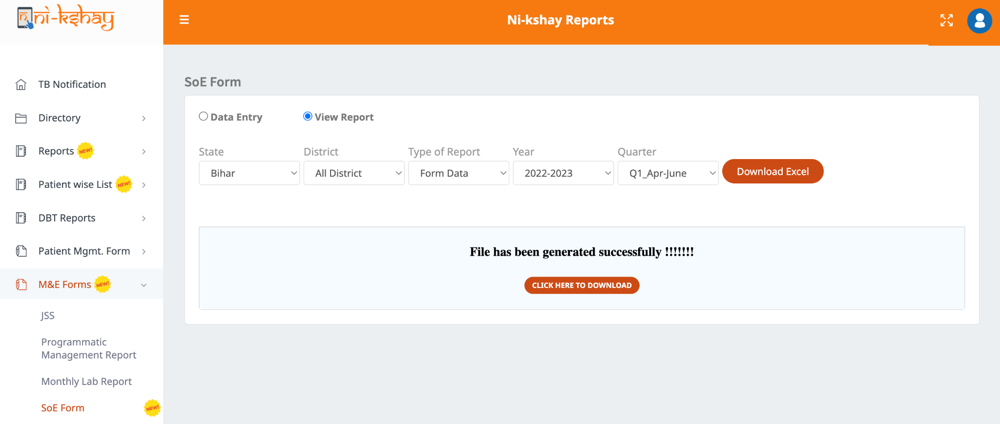 ni-kshay
Ni-kshay Reports
TB Notification
Directory
Reports NEW!
Patient wise List NEW!
DBT Reports
Patient Mgmt. Form
M&E Forms NEW!
JSS
Programmatic
Management Report
Monthly Lab Report
SoE Form NEW!
SoE Form
Data Entry View Report
State District Type of Report Year Quarter
Bihar All District Form Data 2022-2023 Q1_Apr-June Download Excel
File has been generated successfully !!!!!!!
CLICK HERE TO DOWNLOAD